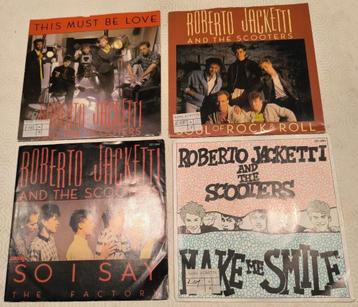 THIS MUST BE LOVE
ROBERTO JACKETTI
AND THE SCOOTERS
ROBERTO JACKETTI
AND THE SCOOTERS
SOUL OF ROCK & ROLL
ROBERTO JACKETTI
AND THE SCOOTERS
SO I SAY
THE FACTORY
ROBERTO JACKETTI
AND
THE
SCOOTERS
MAKE ME SMILE